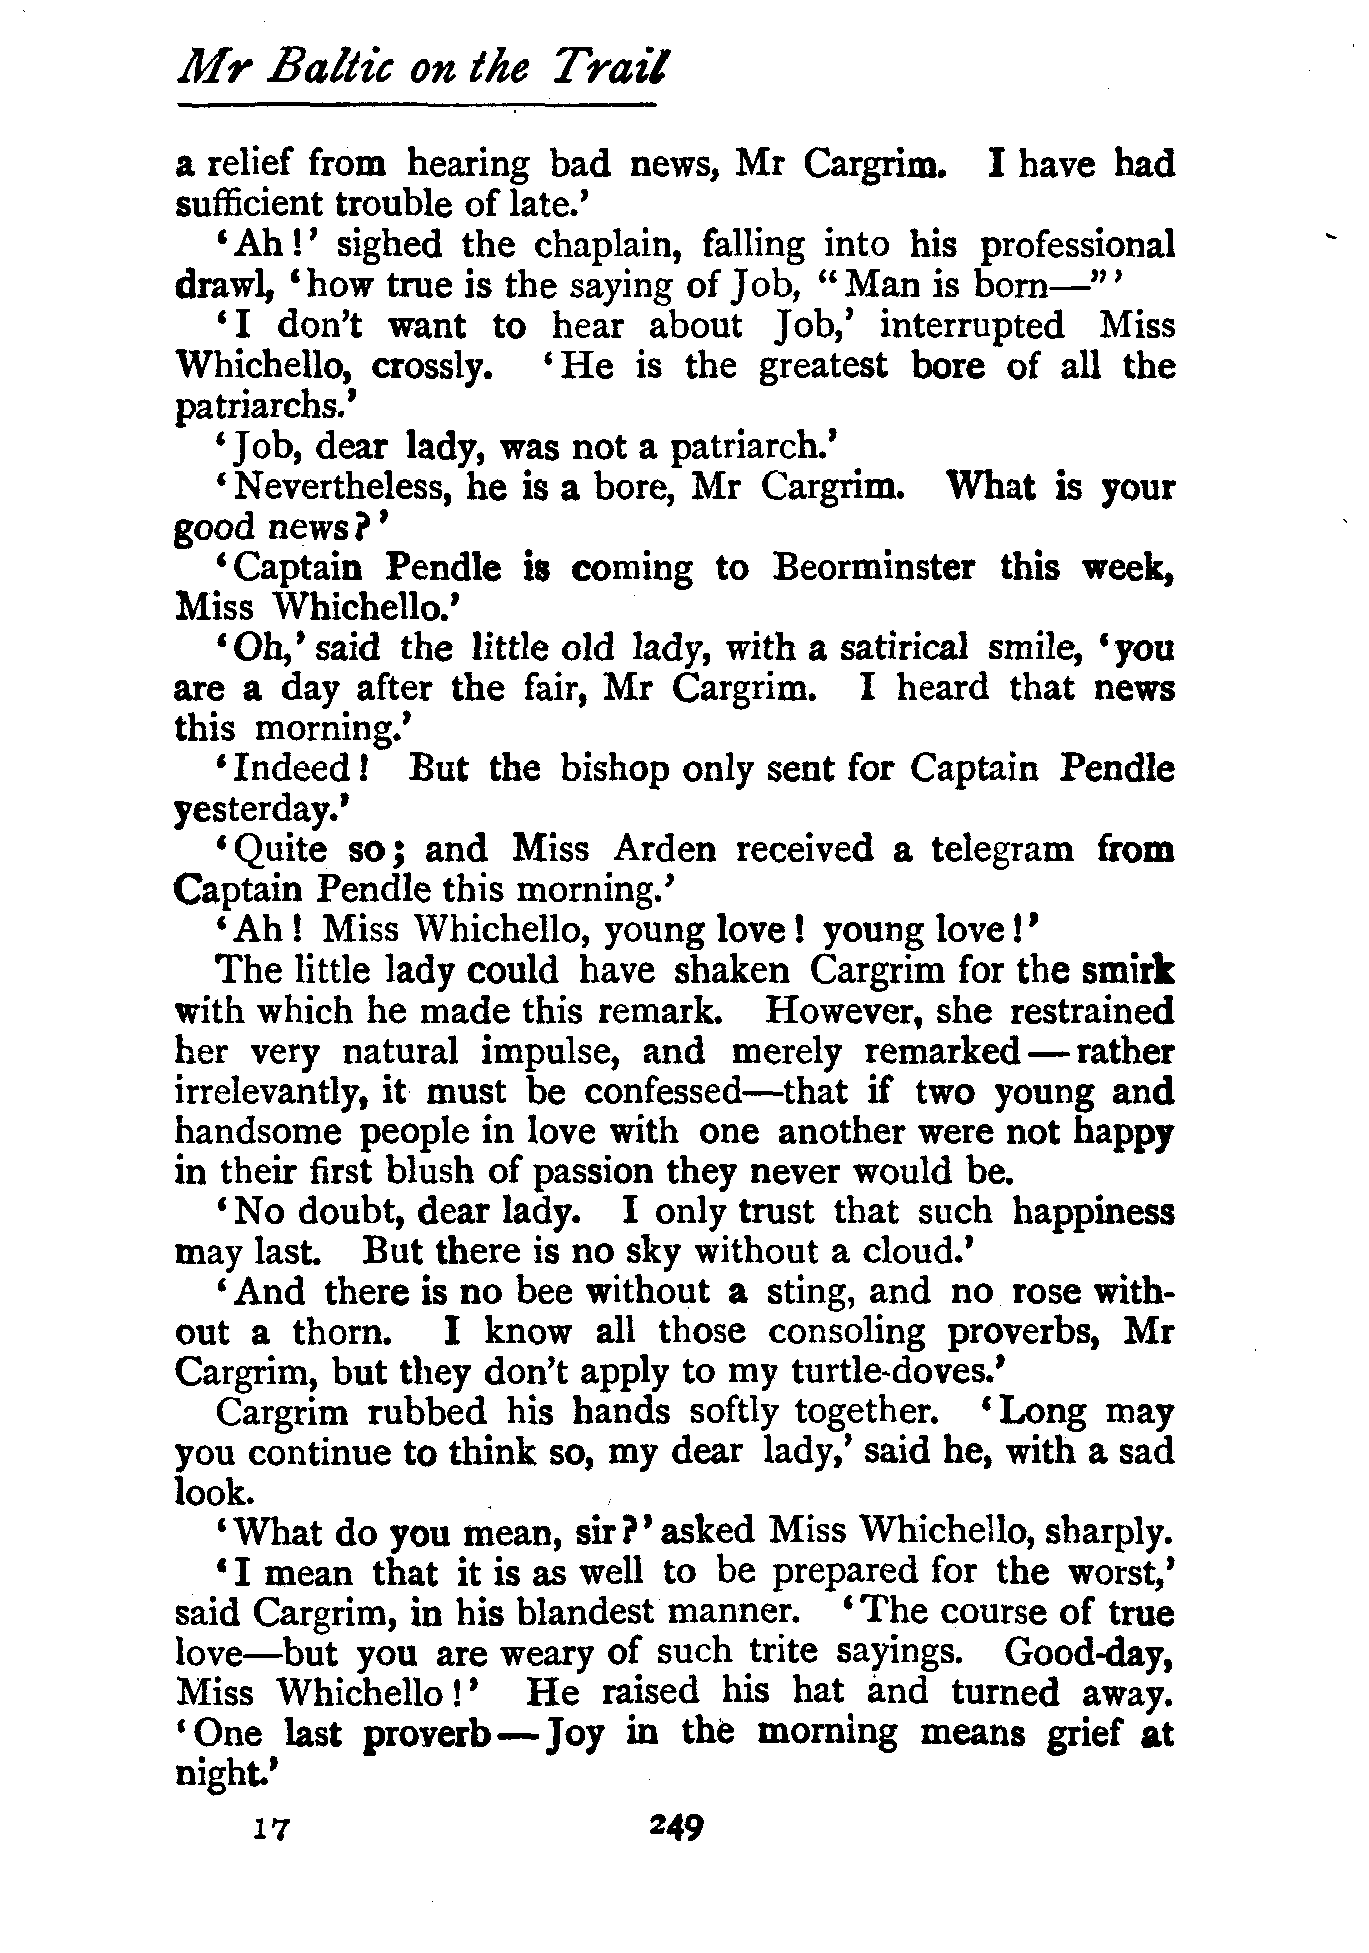 Mr Baltic on the Trail
a relief from hearing bad news, Mr Cargrim. I have had
sufficient trouble of late.’
‘Ah!’ sighed the chaplain, falling into his professional
drawl, ‘how true is the saying of Job, “Man is born—”’
‘I don't want to hear about Job,’ interrupted Miss
Whichello, crossly. ‘He is the greatest bore of all the
patriarchs.’
‘Job, dear lady, was not a patriarch.’
‘Nevertheless, he is a bore, Mr Cargrim. What is your
good news?’
‘Captain Pendle is coming to Beorminster this week,
Miss Whichello.’
‘Oh,’ said the little old lady, with a satirical smile, ‘you
are a day after the fair, Mr Cargrim. I heard that news
this morning.’
‘Indeed! But the bishop only sent for Captain Pendle
yesterday.’
‘Quite so; and Miss Arden received a telegram from
Captain Pendle this morning.’
‘Ah! Miss Whichello, young love! young love!’
The little lady could have shaken Cargrim for the smirk
with which he made this remark. However, she restrained
her very natural impulse, and merely remarked—rather
irrelevantly, it must be confessed—that if two young and
handsome people in love with one another were not happy
in their first blush of passion they never would be.
‘No doubt, dear lady. I only trust that such happiness
may last. But there is no sky without a cloud.’
‘And there is no bee without a sting, and no rose with-
out a thorn. I know all those consoling proverbs, Mr
Cargrim, but they don't apply to my turtle-doves.’
Cargrim rubbed his hands softly together. ‘Long may
you continue to think so, my dear lady,’ said he, with a sad
look.
‘What do you mean, sir?’ asked Miss Whichello, sharply.
‘I mean that it is as well to be prepared for the worst,’
said Cargrim, in his blandest manner. ‘The course of true
love—but you are weary of such trite sayings. Good-day,
Miss Whichello!’ He raised his hat and turned away.
‘One last proverb—Joy in the morning means grief at
night.’
17 249